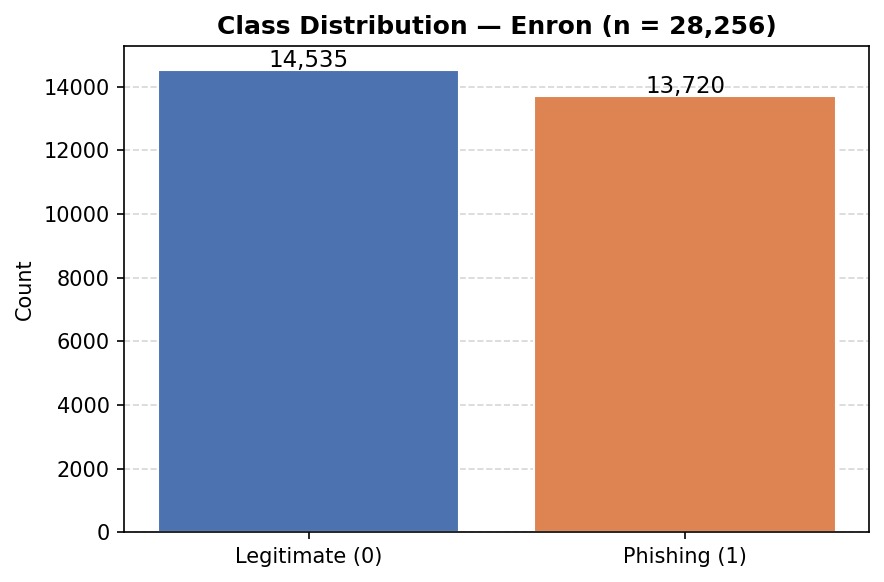 Class Distribution — Enron (n = 28,256)
14,535
13,720
14000
12000
10000
8000
6000
4000
2000
0
Count
Legitimate (0)
Phishing (1)